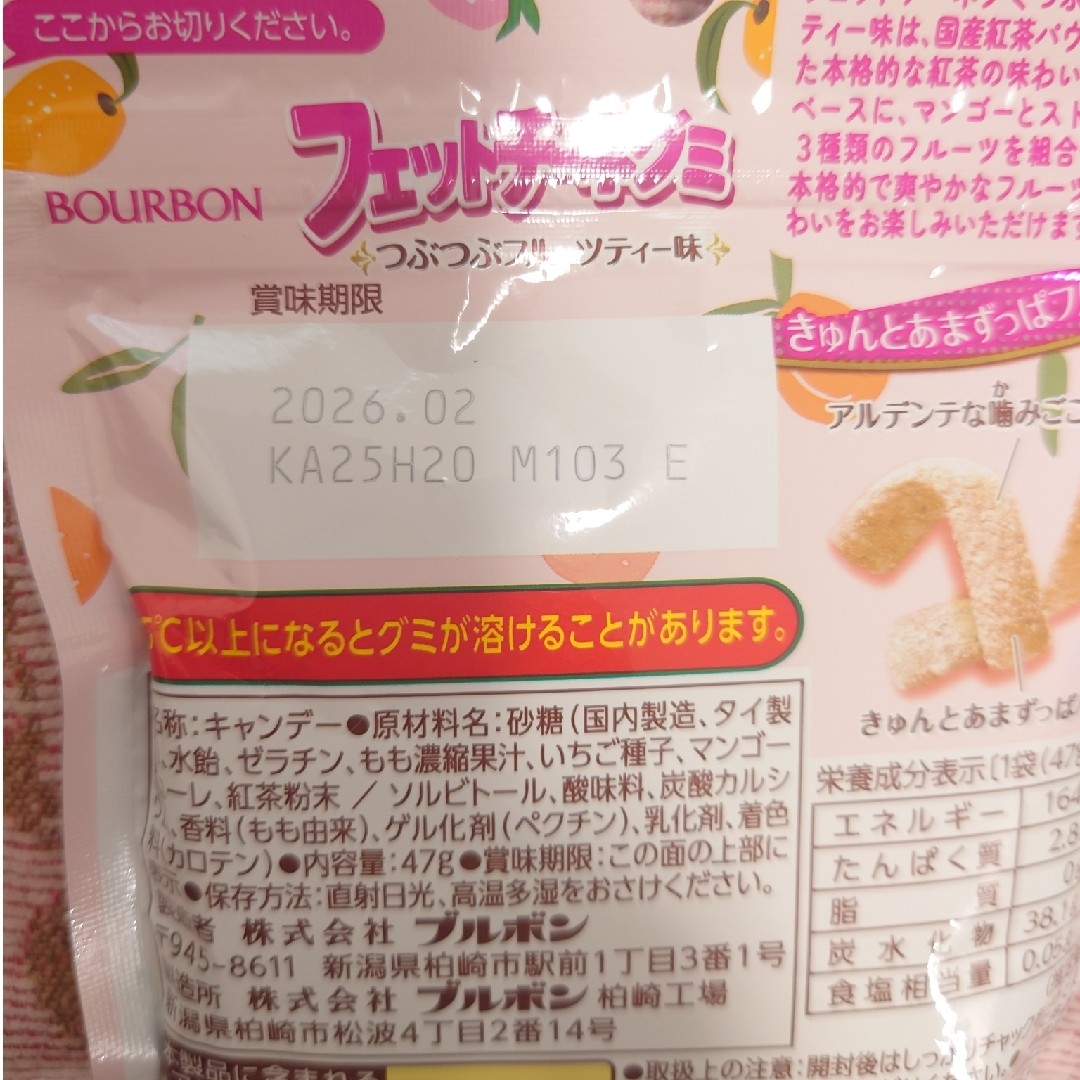 ここからお切りください。
ティー味は、国産紅茶パウ
た本格的な紅茶の味わい
ベースに、マンゴーとスト
3種類のフルーツを組合
本格的で爽やかなフルーツ
わいをお楽しみいただけます
BOURBON
フェットチーネグミ
つぶつぶフルーツティー味
賞味期限
2026.02
KA25H20 M103 E
きゅんとあまずっぱフ
アルデンテな噛みごこ
か
きゅんとあまずっぱ
℃以上になるとグミが溶けることがあります。
名称:キャンデー●原材料名:砂糖(国内製造、タイ製
、水飴、ゼラチン、もも濃縮果汁、いちご種子、マンゴー
ーレ、紅茶粉末／ソルビトール、酸味料、炭酸カルシ
、香料(もも由来)、ゲル化剤(ペクチン)、乳化剤、着色
料(カロテン)●内容量:47g●賞味期限:この面の上部に
●保存方法:直射日光、高温多湿をおさけください。
者 株式会社 ブルボン
〒945-8611 新潟県柏崎市駅前1丁目3番1号
造所 株式会社 ブルボン 柏崎工場
新潟県柏崎市松波4丁目2番14号
本製品に含まれる
栄養成分表示(1袋(47g
エネルギー 164
たんぱく質 2.8
脂質 0
炭水化物 38.1
食塩相当量 0.05
●取扱上の注意:開封後はしっかりチャック